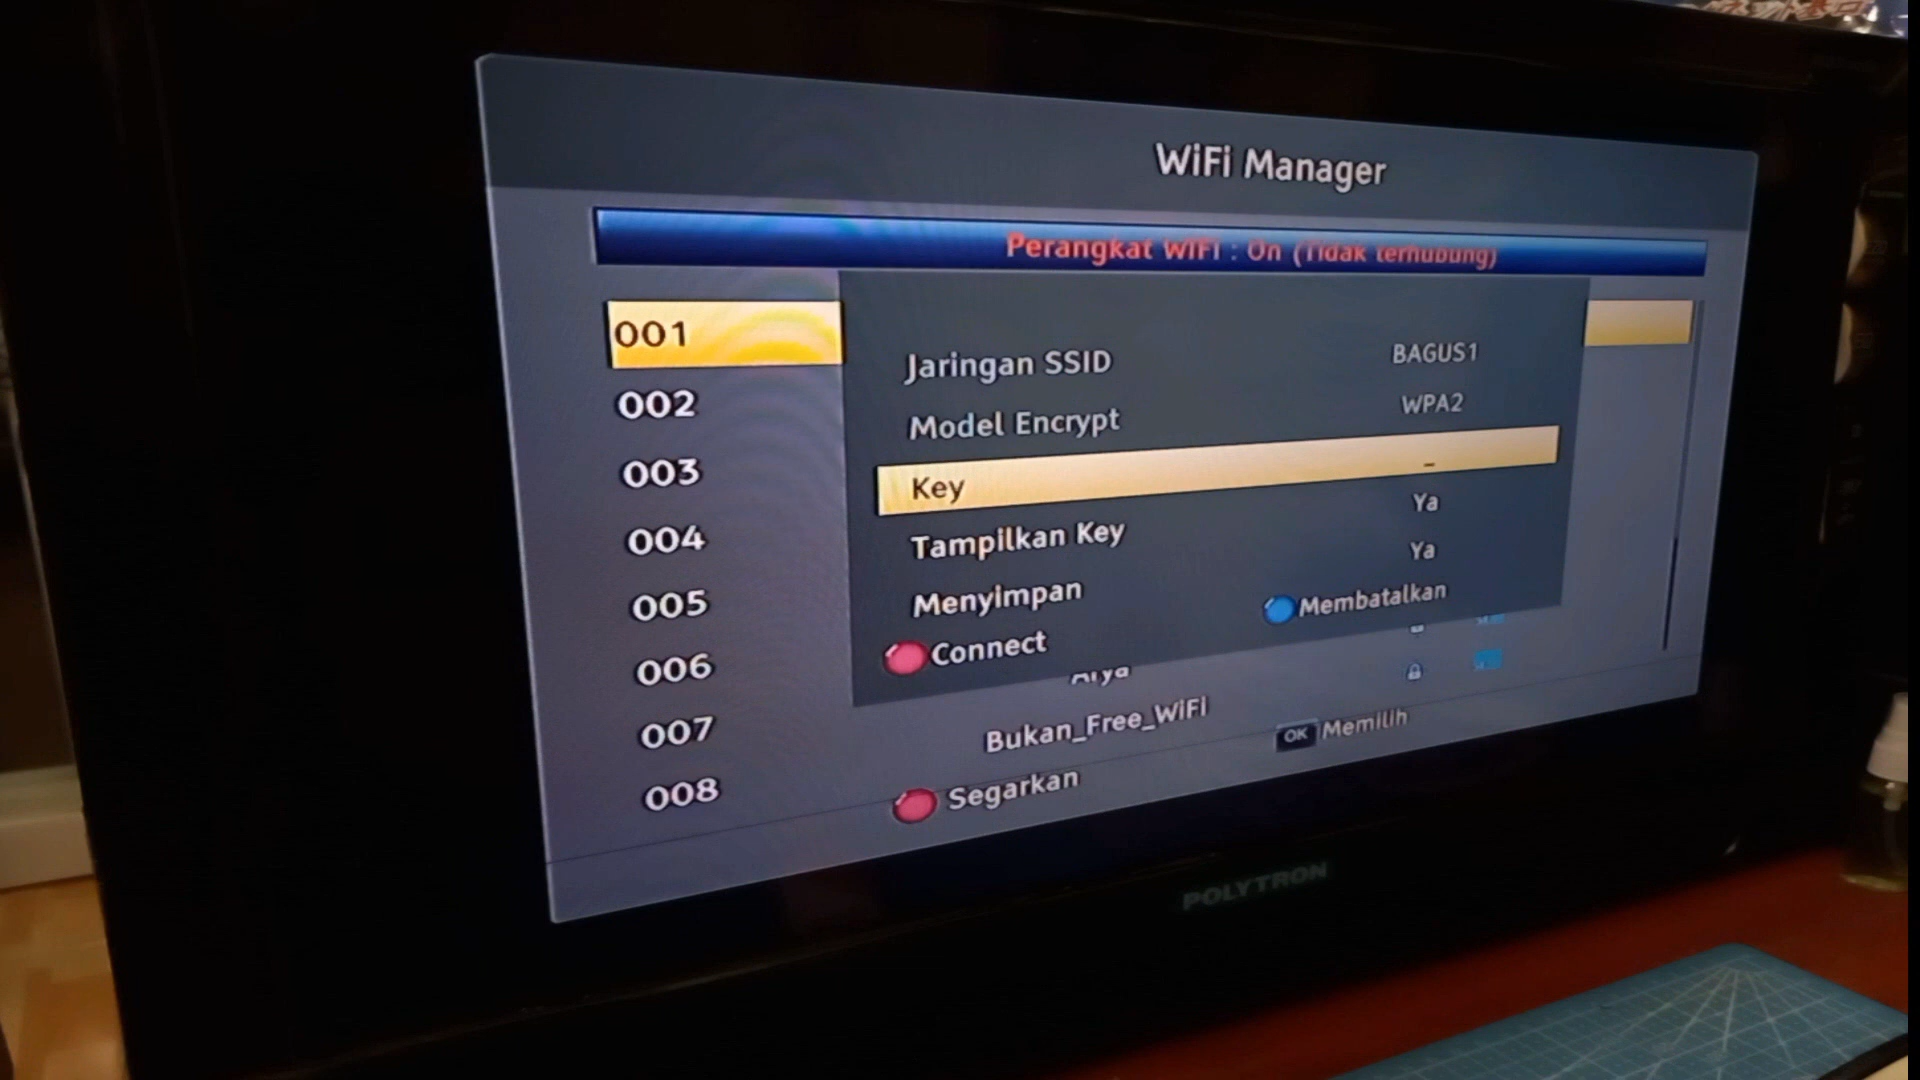 WiFi Manager
Perangkat WIFI : On (Tidak terhubung)
001
Jaringan SSID BAGUS1
002
Model Encrypt WPA2
003
Key _
004
Tampilkan Key Ya
005
Menyimpan Ya
006
Connect Membatalkan
007
Bukan_Free_WiFi
008
Segarkan OK Memilih
POLYTRON